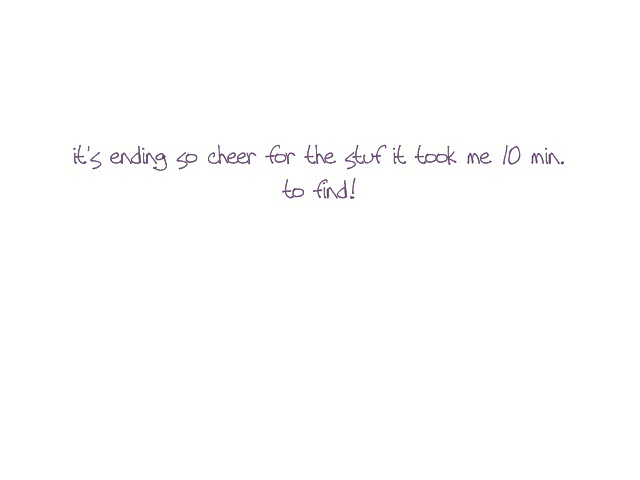 it's ending so cheer for the stuf it took me 10 min.
to find!